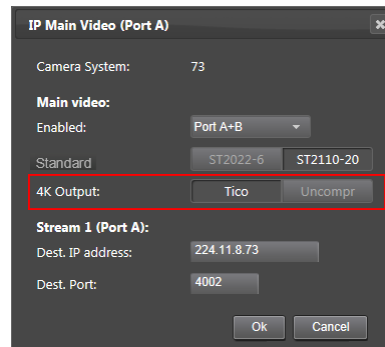 IP Main Video (Port A)
Camera System: 73
Main video:
Enabled: Port A+B
Standard ST2022-6 ST2110-20
4K Output: Tico Uncompr
Stream 1 (Port A):
Dest. IP address: 224.11.8.73
Dest. Port: 4002
Ok Cancel